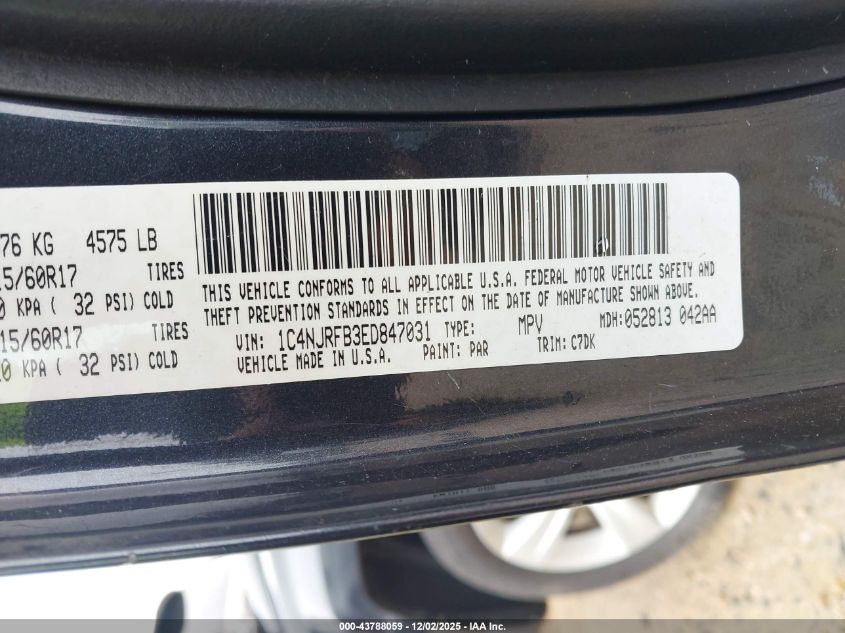 76 KG 4575 LB
15/60R17 TIRES
0 KPA ( 32 PSI) COLD
15/60R17 TIRES
0 KPA ( 32 PSI) COLD
THIS VEHICLE CONFORMS TO ALL APPLICABLE U.S.A. FEDERAL MOTOR VEHICLE SAFETY AND
THEFT PREVENTION STANDARDS IN EFFECT ON THE DATE OF MANUFACTURE SHOWN ABOVE.
VIN: 1C4NJRFB3ED847031 TYPE: MPV MDH:052813 042AA
VEHICLE MADE IN U.S.A. PAINT: PAR TRIM: C7DK
000-43788059 - 12/02/2025 - IAA Inc.